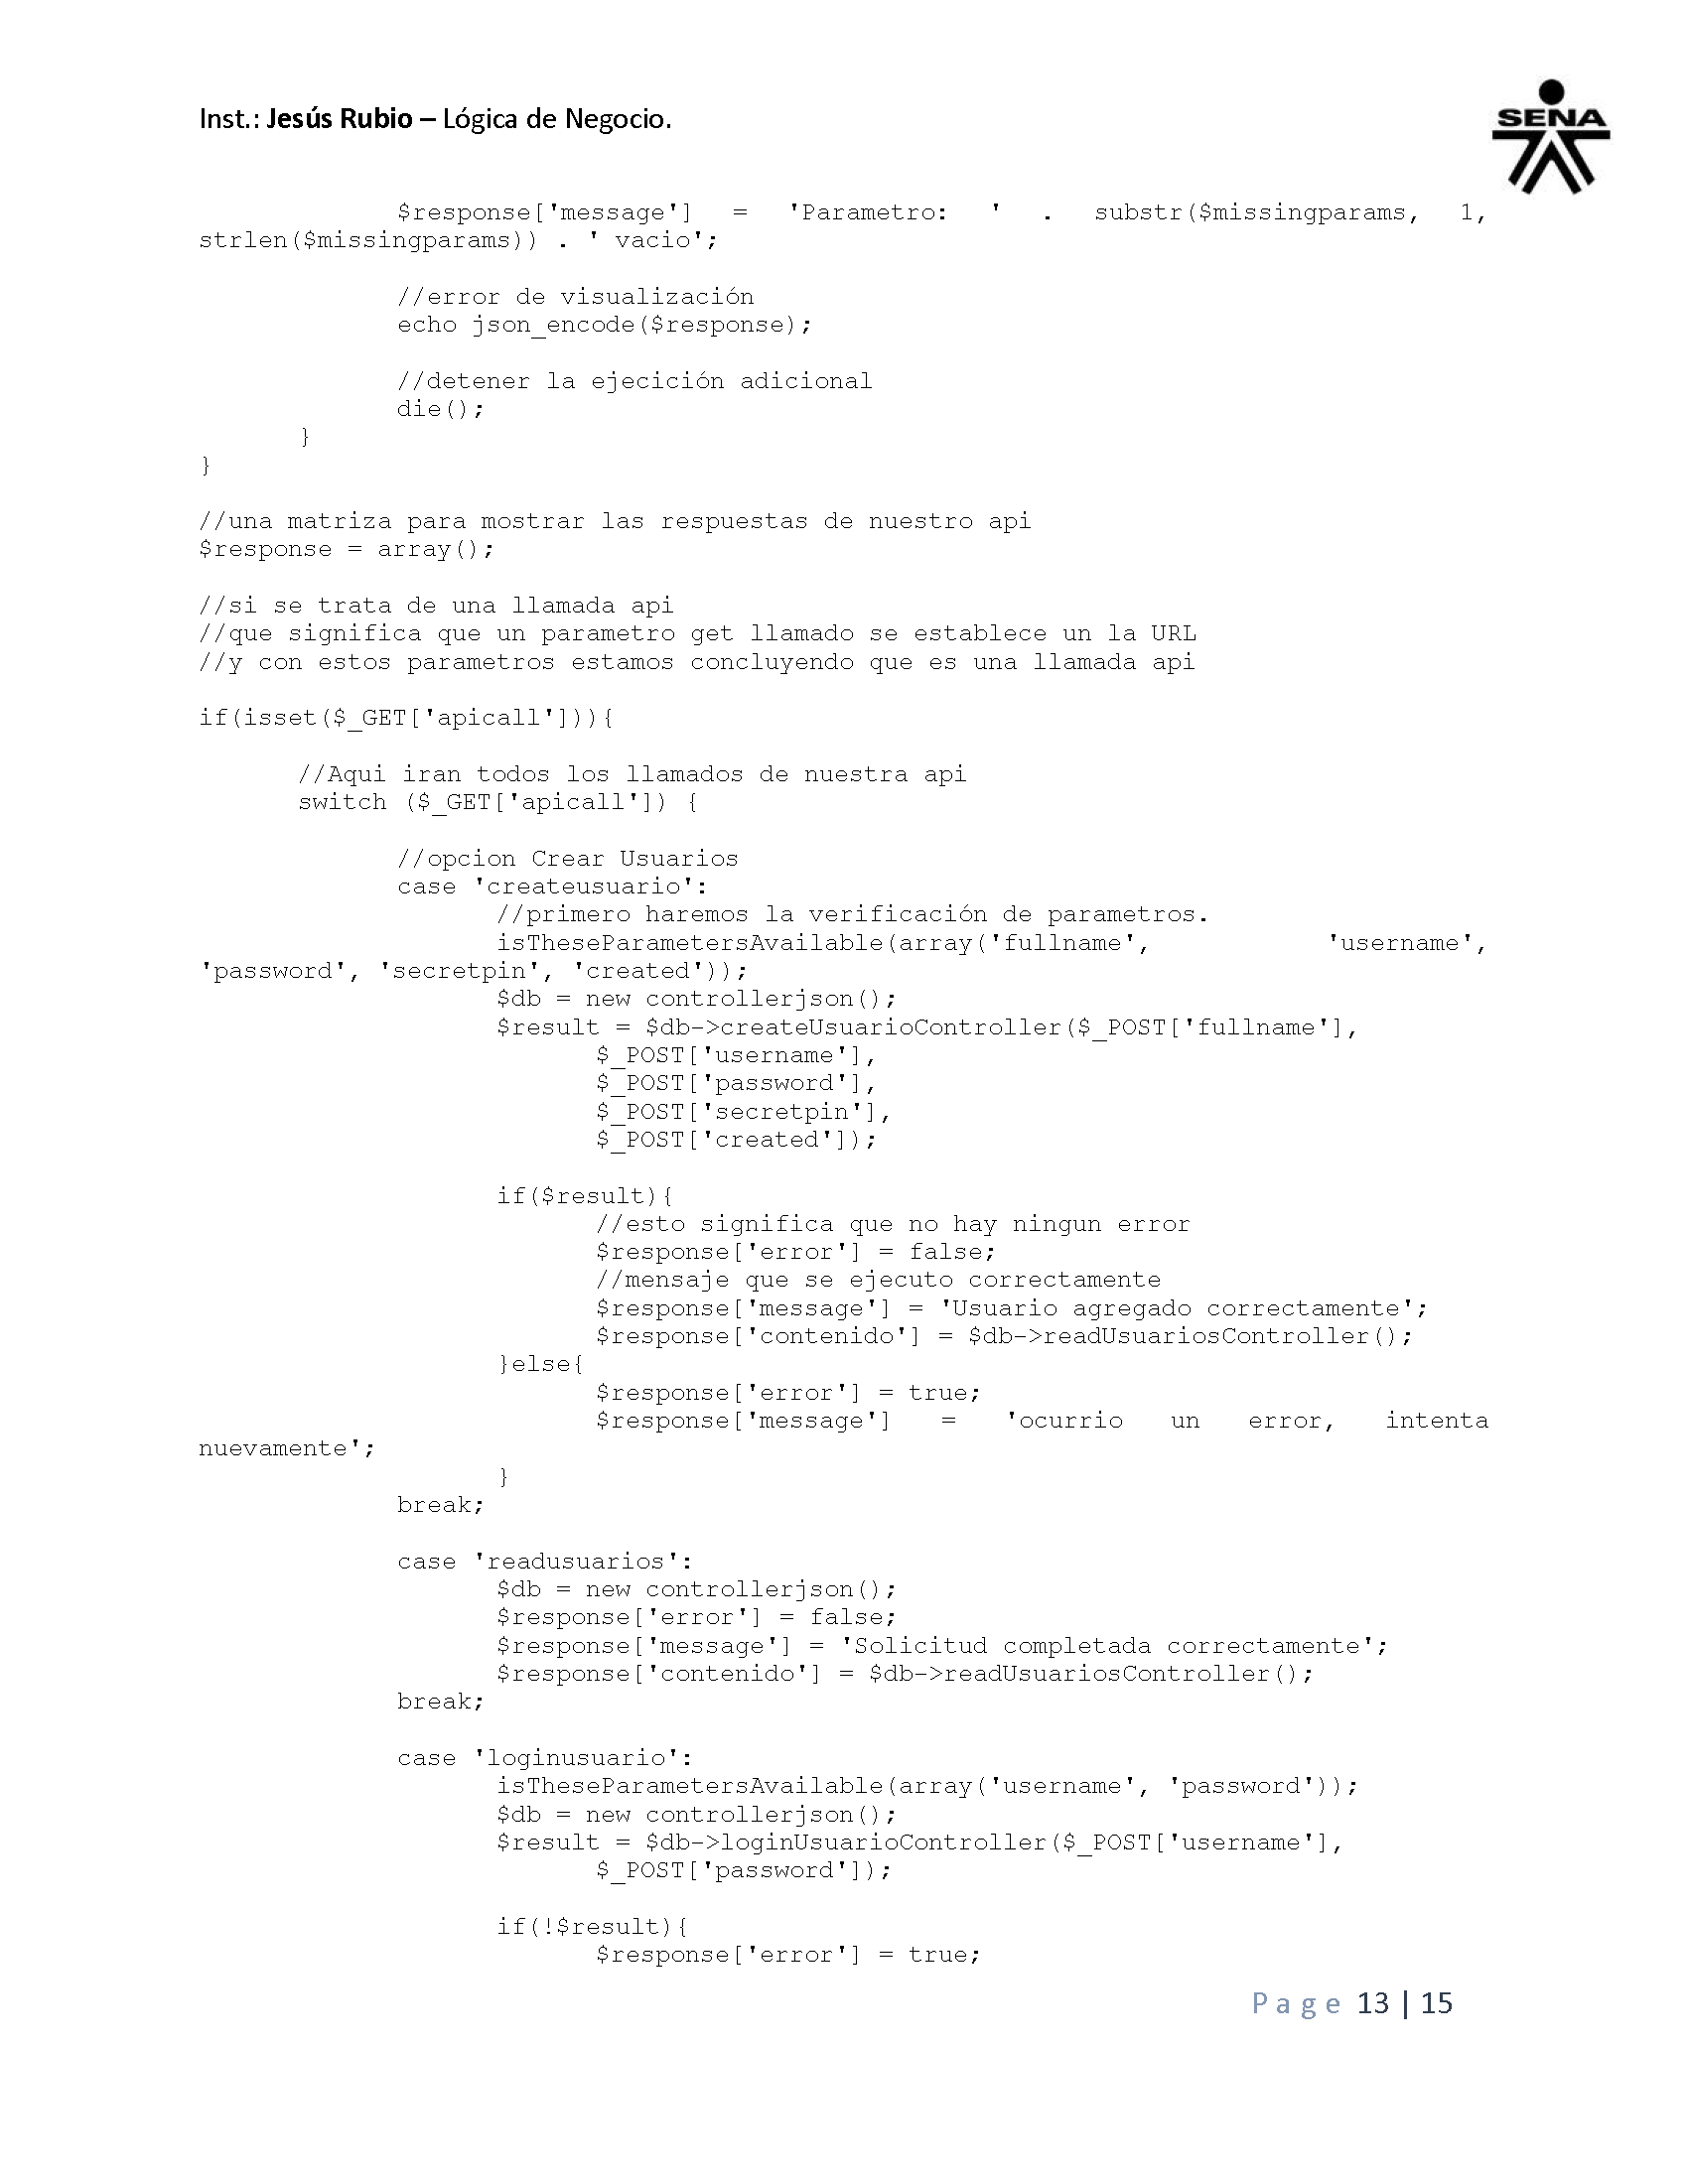 Inst.: Jesús Rubio – Lógica de Negocio.
SENA
$response['message'] = 'Parametro: ' . substr($missingparams, 1,
strlen($missingparams)) . ' vacio';
//error de visualización
echo json_encode($response);
//detener la ejecición adicional
die();
}
}
//una matriza para mostrar las respuestas de nuestro api
$response = array();
//si se trata de una llamada api
//que significa que un parametro get llamado se establece un la URL
//y con estos parametros estamos concluyendo que es una llamada api
if(isset($_GET['apicall'])){
//Aqui iran todos los llamados de nuestra api
switch ($_GET['apicall']) {
//opcion Crear Usuarios
case 'createusuario':
//primero haremos la verificación de parametros.
isTheseParametersAvailable(array('fullname', 'username',
'password', 'secretpin', 'created'));
$db = new controllerjson();
$result = $db->createUsuarioController($_POST['fullname'],
$_POST['username'],
$_POST['password'],
$_POST['secretpin'],
$_POST['created']);
if($result){
//esto significa que no hay ningun error
$response['error'] = false;
//mensaje que se ejecuto correctamente
$response['message'] = 'Usuario agregado correctamente';
$response['contenido'] = $db->readUsuariosController();
}else{
$response['error'] = true;
$response['message'] = 'ocurrio un error, intenta
nuevamente';
}
break;
case 'readusuarios':
$db = new controllerjson();
$response['error'] = false;
$response['message'] = 'Solicitud completada correctamente';
$response['contenido'] = $db->readUsuariosController();
break;
case 'loginusuario':
isTheseParametersAvailable(array('username', 'password'));
$db = new controllerjson();
$result = $db->loginUsuarioController($_POST['username'],
$_POST['password']);
if(!$result){
$response['error'] = true;
Page 13 | 15